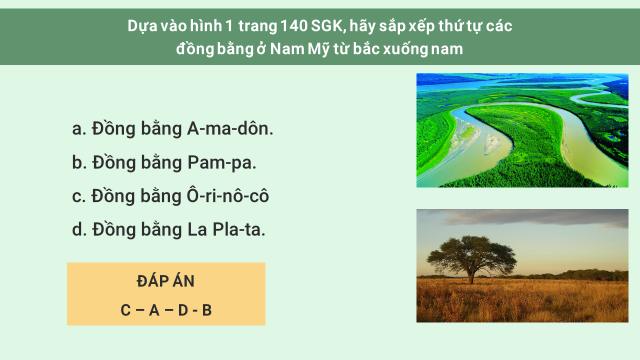 Dựa vào hình 1 trang 140 SGK, hãy sắp xếp thứ tự các
đồng bằng ở Nam Mỹ từ bắc xuống nam
a. Đồng bằng A-ma-dôn.
b. Đồng bằng Pam-pa.
c. Đồng bằng Ô-ri-nô-cô
d. Đồng bằng La Pla-ta.
ĐÁP ÁN
C – A – D - B